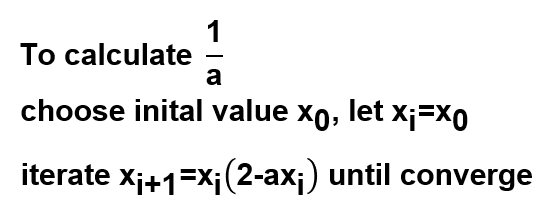 To calculate 1/a
choose inital value x₀, let xᵢ=x₀
iterate xᵢ₊₁=xᵢ(2-axᵢ) until converge